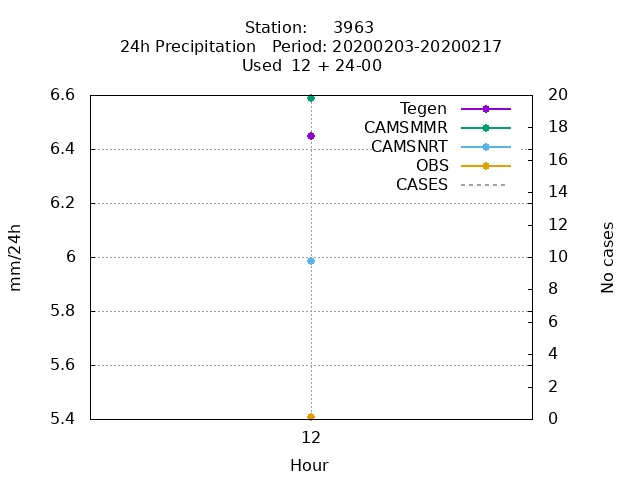 Station: 3963
24h Precipitation Period: 20200203-20200217
Used 12 + 24-00
6.6
6.4
6.2
6
5.8
5.6
5.4
mm/24h
Tegen
CAMSMMR
CAMSNRT
OBS
CASES
20
18
16
14
12
10
8
6
4
2
0
No cases
12
Hour